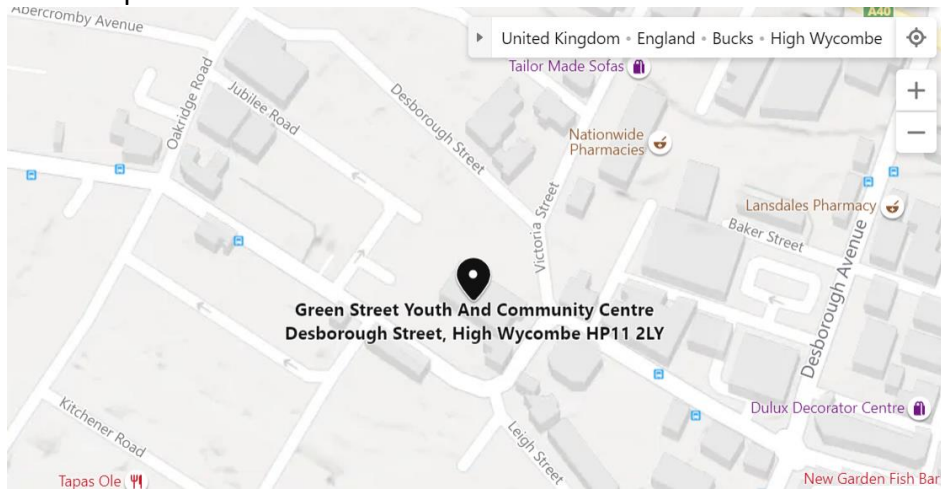 Abercromby Avenue
A40
United Kingdom • England • Bucks • High Wycombe
Tailor Made Sofas
Oakridge Road
Jubilee Road
Desborough Street
Nationwide
Pharmacies
Lansdales Pharmacy
Baker Street
Victoria Street
Desborough Avenue
Green Street Youth And Community Centre
Desborough Street, High Wycombe HP11 2LY
Kitchener Road
Leigh Street
Dulux Decorator Centre
Tapas Ole
New Garden Fish Bar